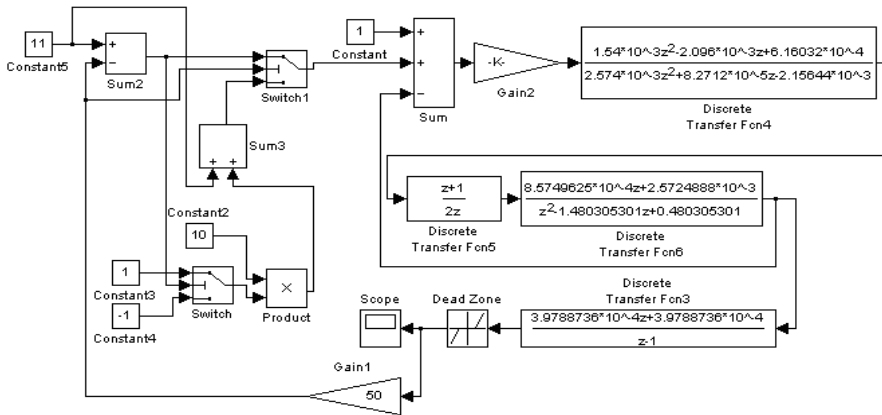 11
Constant5
+
−
Sum2
Switch1
+
+
Sum3
Constant2
10
1
Constant3
-1
Constant4
Switch
×
Product
1
Constant
+
+
−
Sum
-K-
Gain2
1.54*10^-3z²-2.096*10^-3z+6.16032*10^-4
2.574*10^-3z²+8.2712*10^-5z-2.15644*10^-3
Discrete
Transfer Fcn4
z+1
2z
Discrete
Transfer Fcn5
8.5749625*10^-4z+2.5724888*10^-3
z²-1.480305301z+0.480305301
Discrete
Transfer Fcn6
Discrete
Transfer Fcn3
3.9788736*10^-4z+3.9788736*10^-4
z-1
Dead Zone
Scope
Gain1
50